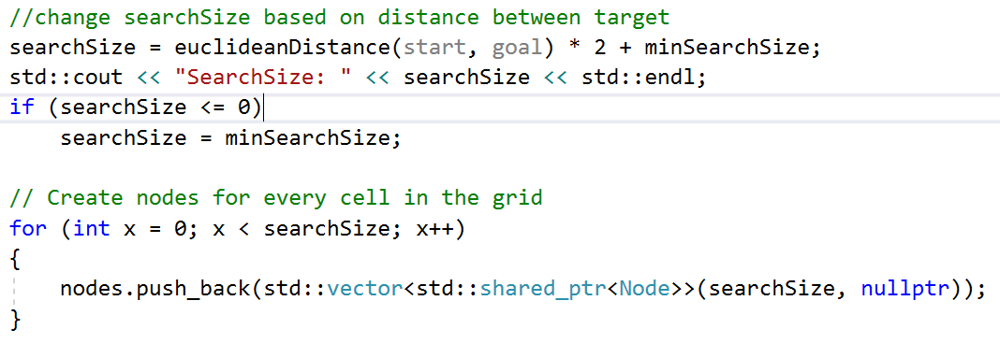 //change searchSize based on distance between target
searchSize = euclideanDistance(start, goal) * 2 + minSearchSize;
std::cout << "SearchSize: " << searchSize << std::endl;
if (searchSize <= 0)
    searchSize = minSearchSize;
// Create nodes for every cell in the grid
for (int x = 0; x < searchSize; x++)
{
    nodes.push_back(std::vector<std::shared_ptr<Node>>(searchSize, nullptr));
}